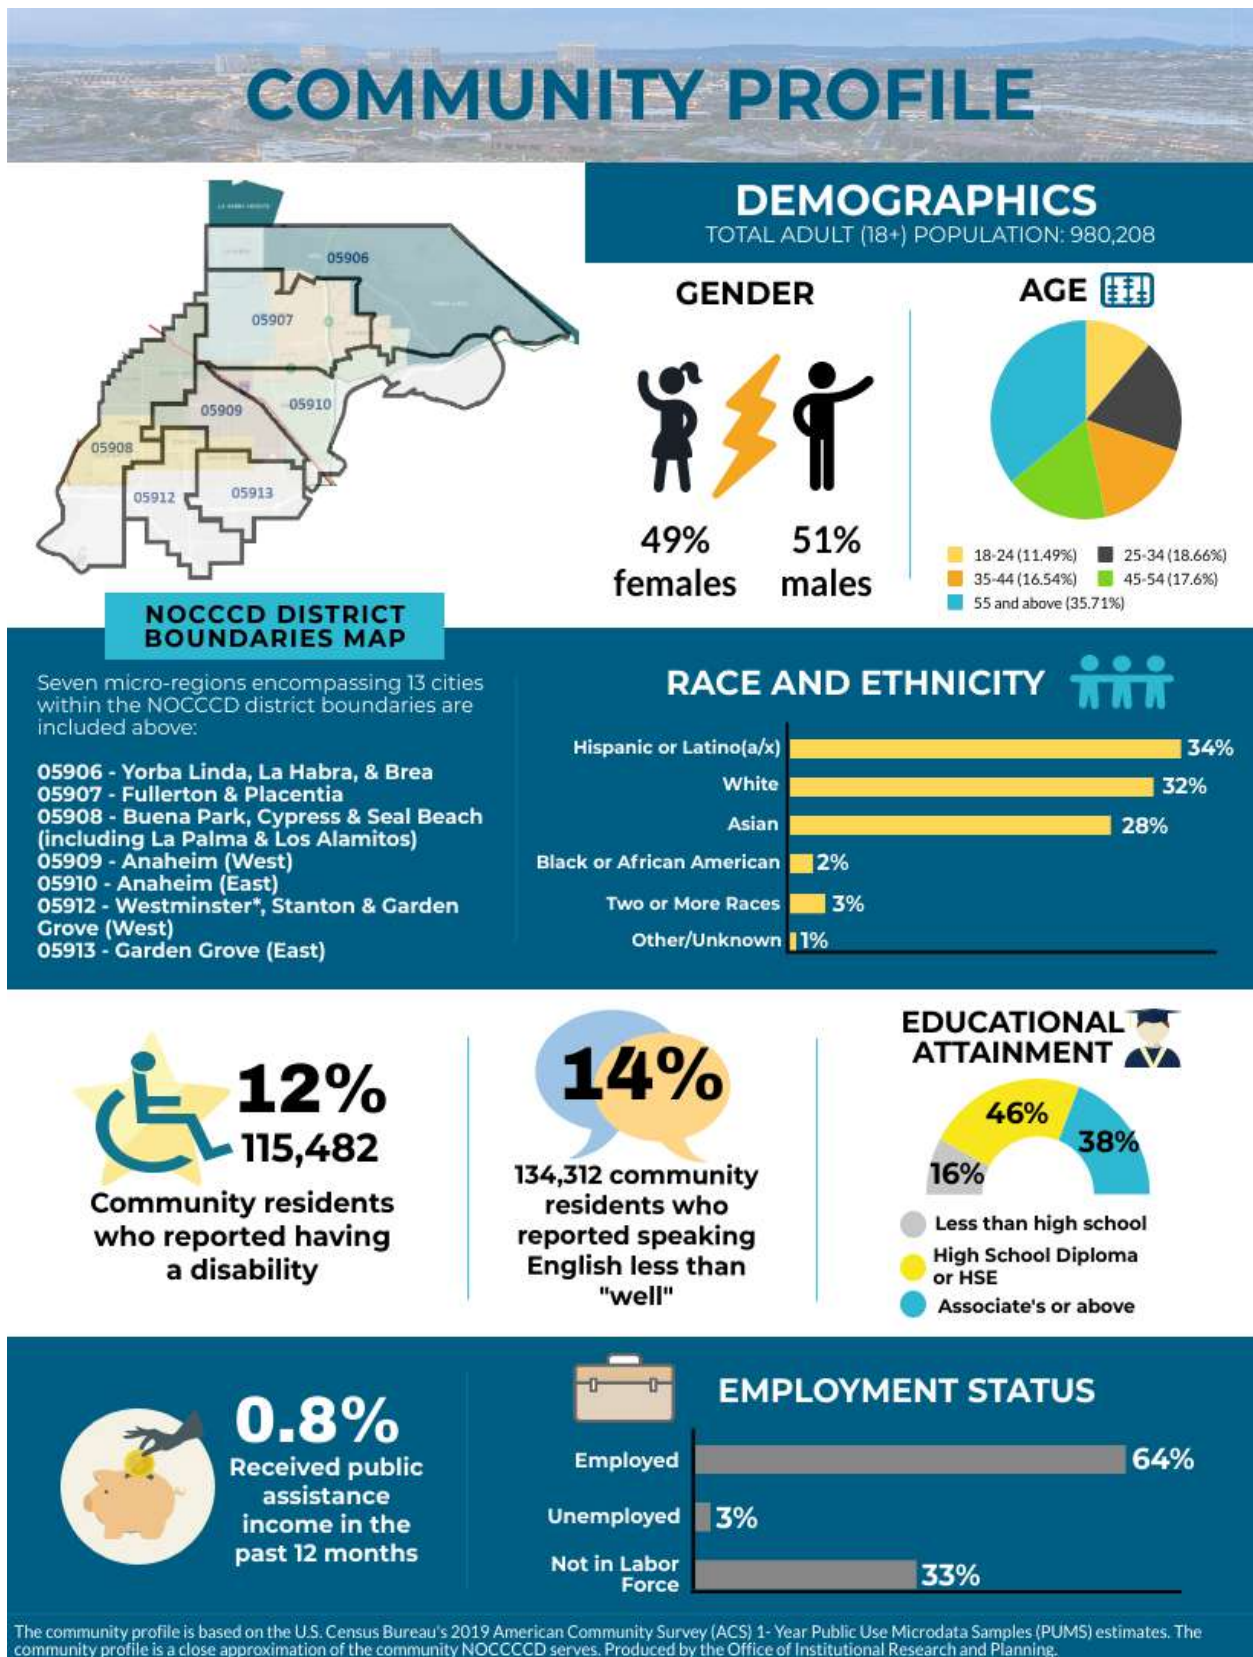 COMMUNITY PROFILE
LA HABRA HEIGHTS
05906
05907
05909
05910
05908
05912
05913
NOCCCD DISTRICT
BOUNDARIES MAP
DEMOGRAPHICS
TOTAL ADULT (18+) POPULATION: 980,208
GENDER
49%
females
51%
males
AGE
18-24 (11.49%)
25-34 (18.66%)
35-44 (16.54%)
45-54 (17.6%)
55 and above (35.71%)
Seven micro-regions encompassing 13 cities
within the NOCCCD district boundaries are
included above:
05906 - Yorba Linda, La Habra, & Brea
05907 - Fullerton & Placentia
05908 - Buena Park, Cypress & Seal Beach
(including La Palma & Los Alamitos)
05909 - Anaheim (West)
05910 - Anaheim (East)
05912 - Westminster*, Stanton & Garden
Grove (West)
05913 - Garden Grove (East)
RACE AND ETHNICITY
Hispanic or Latino(a/x) 34%
White 32%
Asian 28%
Black or African American 2%
Two or More Races 3%
Other/Unknown 1%
12%
115,482
Community residents
who reported having
a disability
14%
134,312 community
residents who
reported speaking
English less than
"well"
EDUCATIONAL
ATTAINMENT
46%
38%
16%
Less than high school
High School Diploma
or HSE
Associate's or above
0.8%
Received public
assistance
income in the
past 12 months
EMPLOYMENT STATUS
Employed 64%
Unemployed 3%
Not in Labor
Force 33%
The community profile is based on the U.S. Census Bureau's 2019 American Community Survey (ACS) 1- Year Public Use Microdata Samples (PUMS) estimates. The
community profile is a close approximation of the community NOCCCCD serves. Produced by the Office of Institutional Research and Planning.